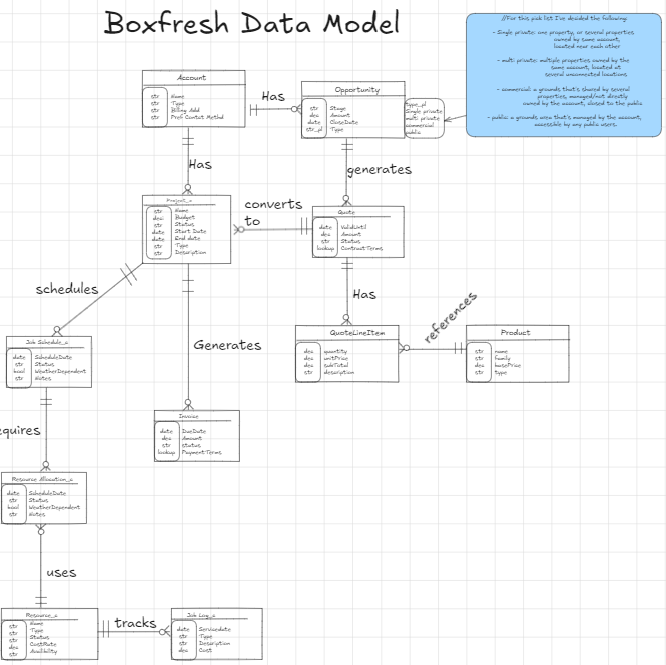 Boxfresh Data Model
//For this pick list I've decided the following:
- Single private: one property, or several properties
owned by same account,
located near each other
- multi private: multiple properties owned by the
same account, located at
several unconnected locations
- commercial: a grounds that's shared by several
properties, managed/not directly
owned by the account, closed to the public
- public: a grounds area that's managed by the account,
accessible by any public users.
Account
str Name
str Type
str Billing Add
str Pref Contct Methd
Has
Opportunity
str Stage
dec Amount
date CloseDate
str_pl Type
type_pl
Single private
multi private
commercial
public
Has
generates
Project_c
str Name
deci Budget
str Status
date Start Date
date End date
str Type
str Description
converts
to
Quote
date ValidUntil
dec Amount
str Status
lookup ContractTerms
schedules
Generates
Has
references
Job Schedule_c
date ScheduleDate
str Status
bool WeatherDependent
str Notes
QuoteLineItem
dec quantity
dec unitPrice
dec subTotal
str description
Product
str name
str family
dec basePrice
str type
Invoice
date DueDate
dec Amount
str status
lookup PaymentTerms
equires
Resource Allocation_c
date ScheduleDate
str Status
bool WeatherDependent
str Notes
uses
Resource_c
str Name
str Type
str Status
dec CostRate
str Availibility
tracks
Job Log_c
date Servicedate
str Type
str Description
dec Cost